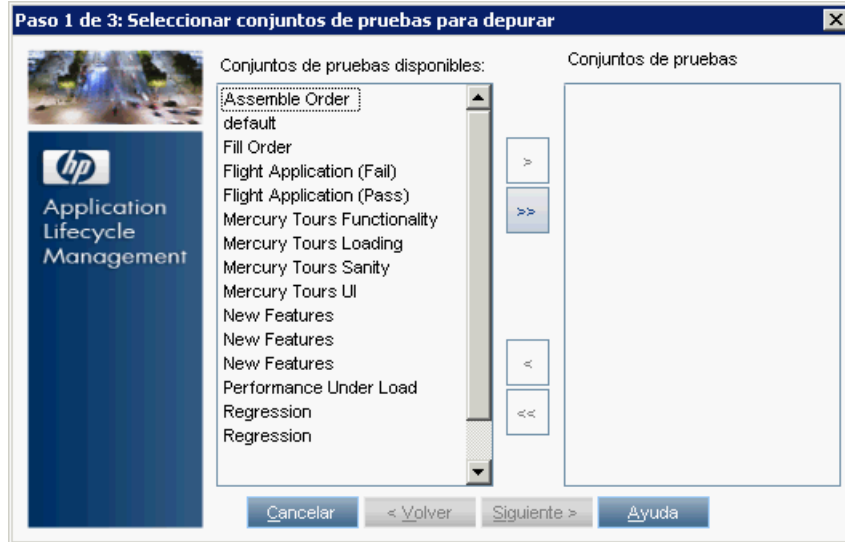 Paso 1 de 3: Seleccionar conjuntos de pruebas para depurar
hp
Application
Lifecycle
Management
Conjuntos de pruebas disponibles:
Assemble Order
default
Fill Order
Flight Application (Fail)
Flight Application (Pass)
Mercury Tours Functionality
Mercury Tours Loading
Mercury Tours Sanity
Mercury Tours UI
New Features
New Features
New Features
Performance Under Load
Regression
Regression
>
>>
<
<<
Conjuntos de pruebas
Cancelar
< Volver
Siguiente >
Ayuda